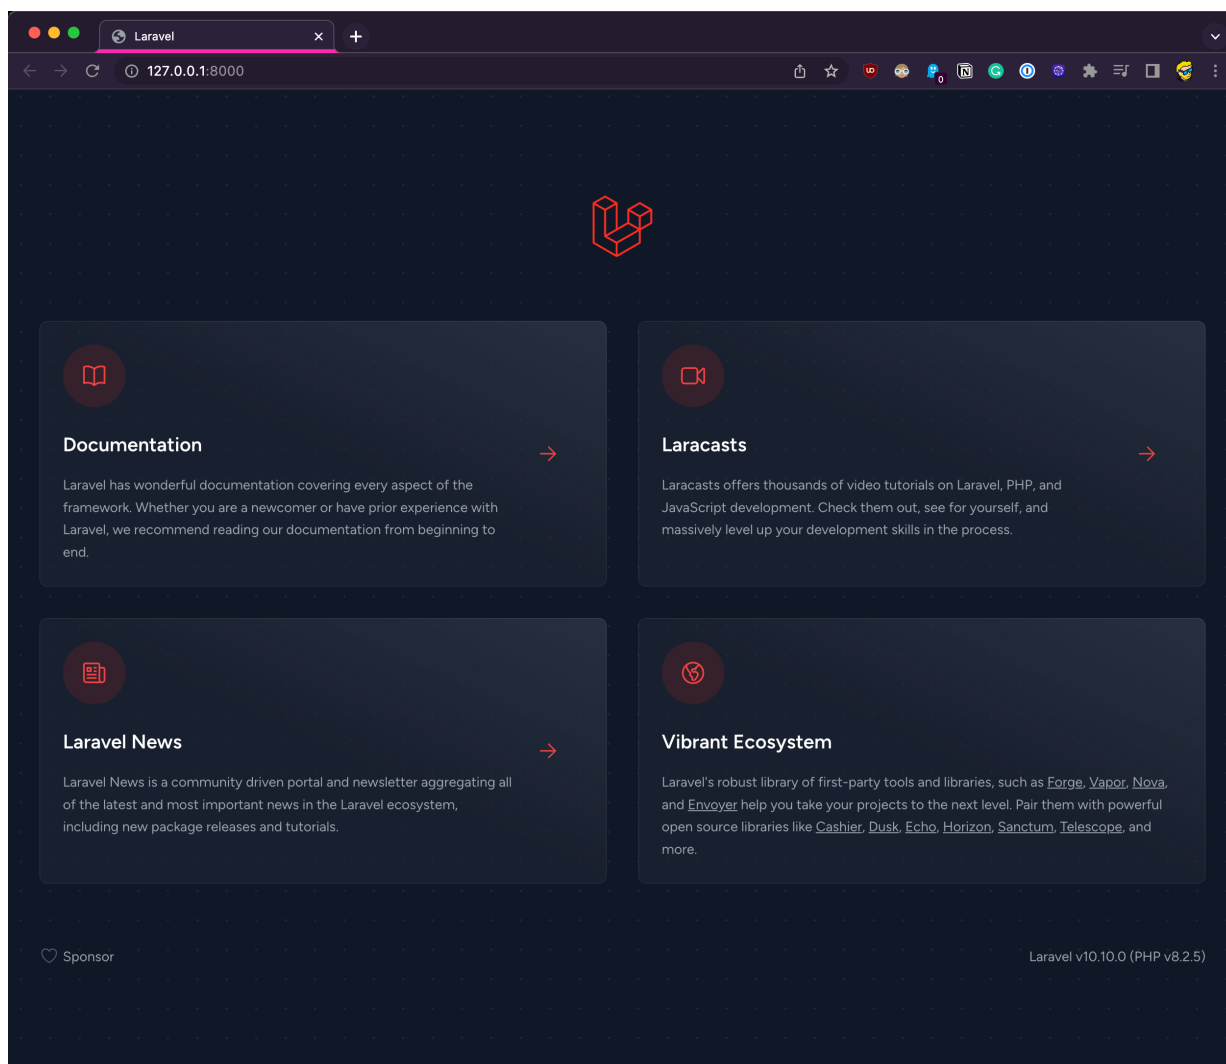 Laravel
127.0.0.1:8000
0
Documentation
Laravel has wonderful documentation covering every aspect of the
framework. Whether you are a newcomer or have prior experience with
Laravel, we recommend reading our documentation from beginning to
end.
Laracasts
Laracasts offers thousands of video tutorials on Laravel, PHP, and
JavaScript development. Check them out, see for yourself, and
massively level up your development skills in the process.
Laravel News
Laravel News is a community driven portal and newsletter aggregating all
of the latest and most important news in the Laravel ecosystem,
including new package releases and tutorials.
Vibrant Ecosystem
Laravel's robust library of first-party tools and libraries, such as Forge, Vapor, Nova,
and Envoyer help you take your projects to the next level. Pair them with powerful
open source libraries like Cashier, Dusk, Echo, Horizon, Sanctum, Telescope, and
more.
Sponsor
Laravel v10.10.0 (PHP v8.2.5)